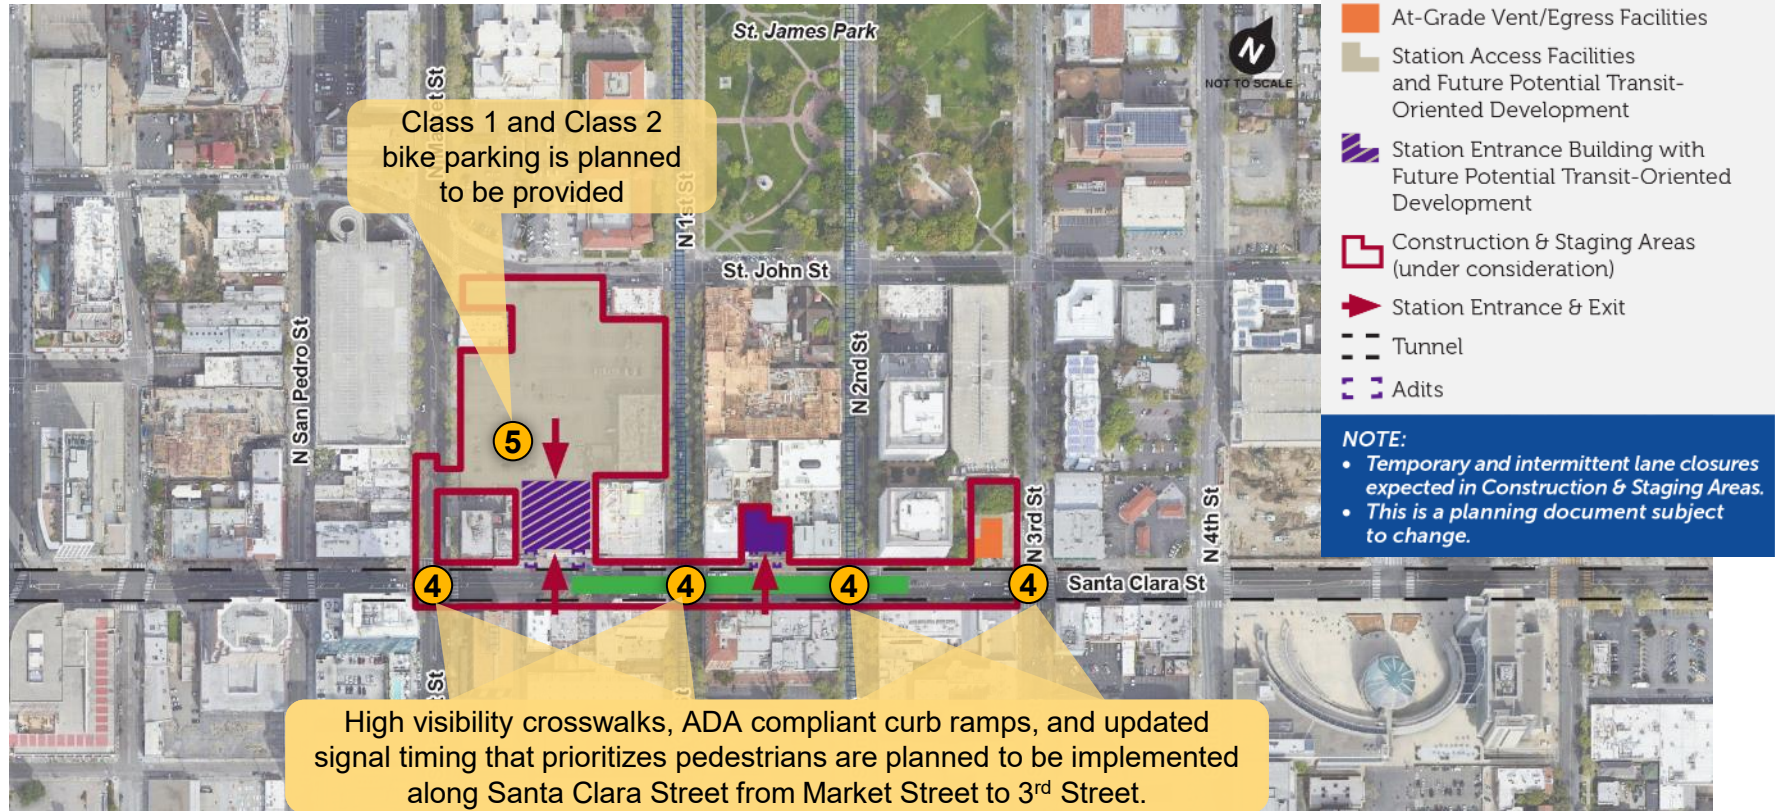 St. James Park
N
NOT TO SCALE
Class 1 and Class 2
bike parking is planned
to be provided
N Market St
N 1st St
St. John St
N San Pedro St
N 2nd St
N 3rd St
N 4th St
5
4
4
4
4
Santa Clara St
St
High visibility crosswalks, ADA compliant curb ramps, and updated
signal timing that prioritizes pedestrians are planned to be implemented
along Santa Clara Street from Market Street to 3rd Street.
At-Grade Vent/Egress Facilities
Station Access Facilities
and Future Potential Transit-
Oriented Development
Station Entrance Building with
Future Potential Transit-Oriented
Development
Construction & Staging Areas
(under consideration)
Station Entrance & Exit
Tunnel
Adits
NOTE:
• Temporary and intermittent lane closures
expected in Construction & Staging Areas.
• This is a planning document subject
to change.